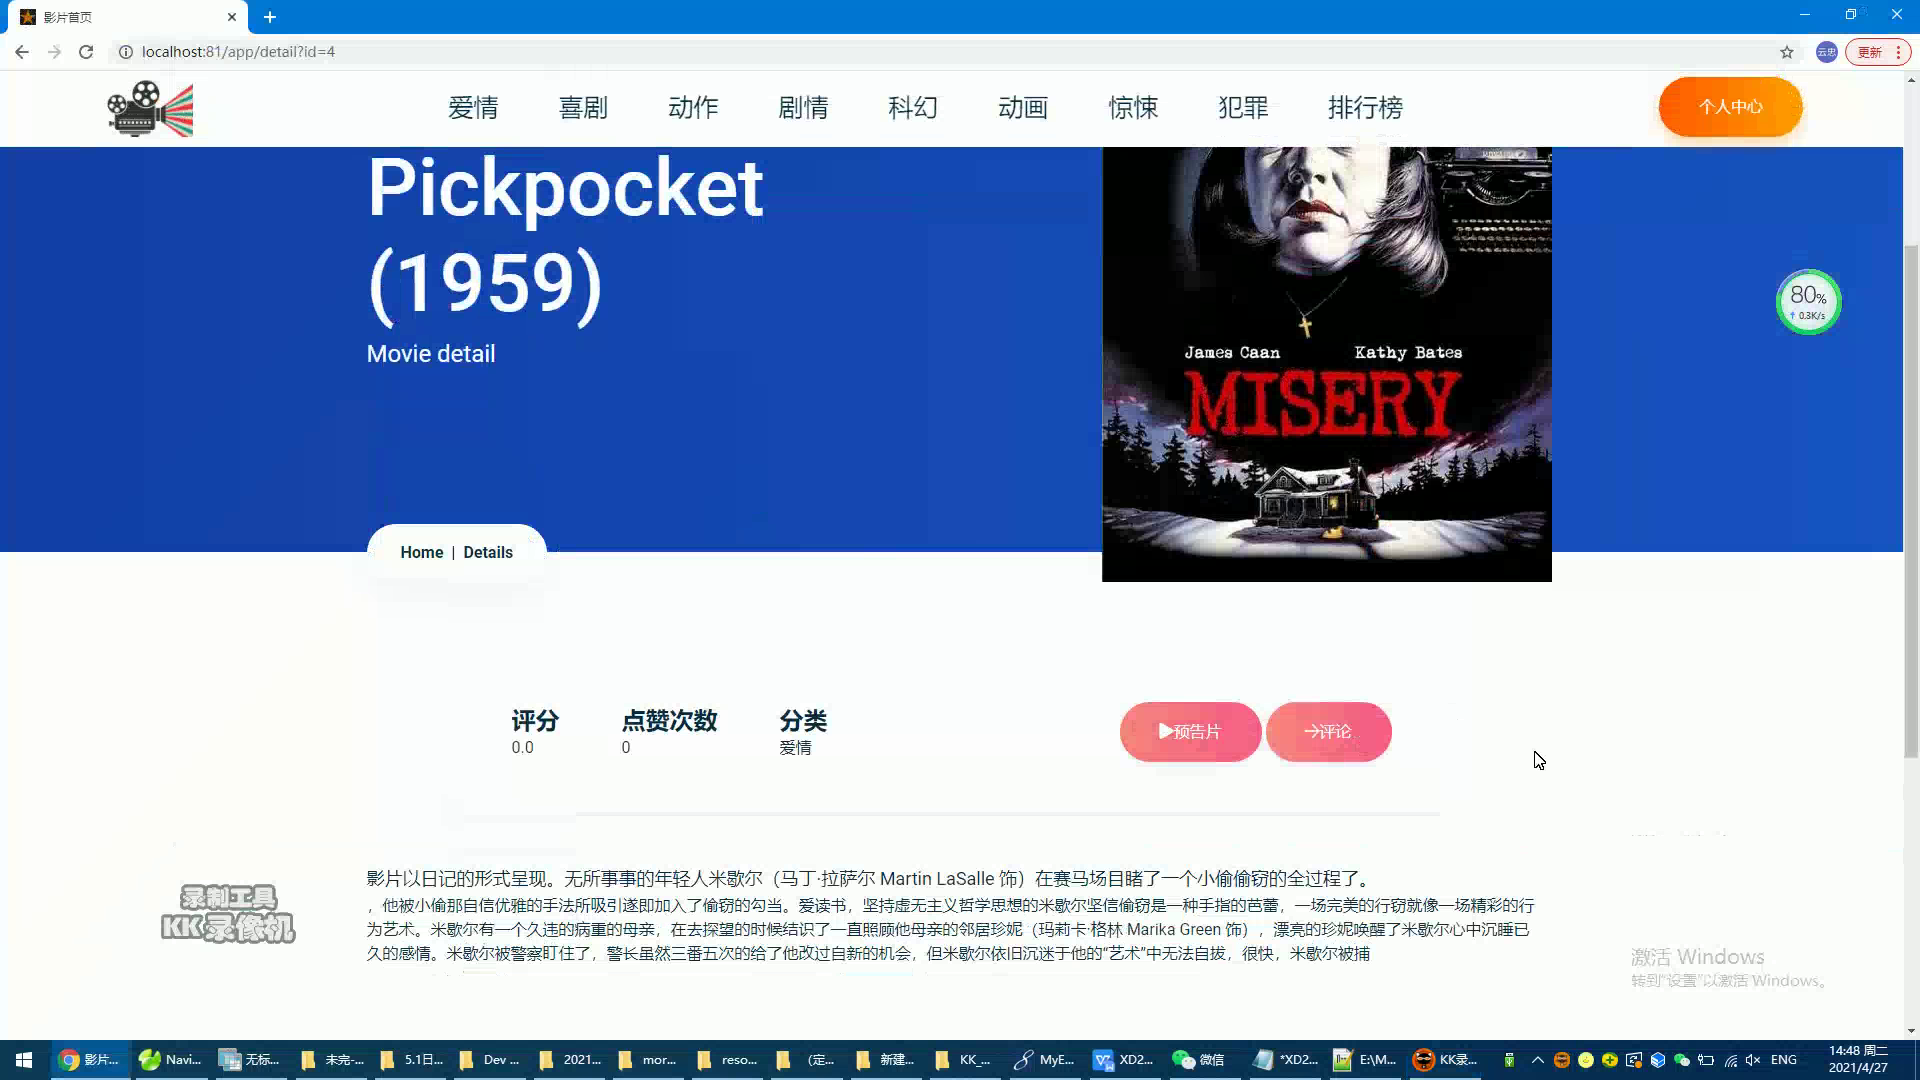 影片首页
localhost:81/app/detail?id=4
云忠
更新
爱情 喜剧 动作 剧情 科幻 动画 惊悚 犯罪 排行榜
个人中心
Pickpocket
(1959)
Movie detail
James Caan Kathy Bates
MISERY
80%
0.3K/s
Home | Details
评分 点赞次数 分类
0.0 0 爱情
预告片 评论
影片以日记的形式呈现。无所事事的年轻人米歇尔（马丁·拉萨尔 Martin LaSalle 饰）在赛马场目睹了一个小偷偷窃的全过程了。
，他被小偷那自信优雅的手法所吸引遂即加入了偷窃的勾当。爱读书，坚持虚无主义哲学思想的米歇尔坚信偷窃是一种手指的芭蕾，一场完美的行窃就像一场精彩的行
为艺术。米歇尔有一个久违的病重的母亲，在去探望的时候结识了一直照顾他母亲的邻居珍妮（玛莉卡·格林 Marika Green 饰），漂亮的珍妮唤醒了米歇尔心中沉睡已
久的感情。米歇尔被警察盯住了，警长虽然三番五次的给了他改过自新的机会，但米歇尔依旧沉迷于他的“艺术”中无法自拔，很快，米歇尔被捕
录制工具
KK录像机
激活 Windows
转到“设置”以激活 Windows。
影片... Navi... 无标... 未完-... 5.1日... Dev ... 2021... mor... reso... （定... 新建... KK_... MyE... XD2... 微信 *XD2... E:\M... KK录... ENG
14:48 周二
2021/4/27